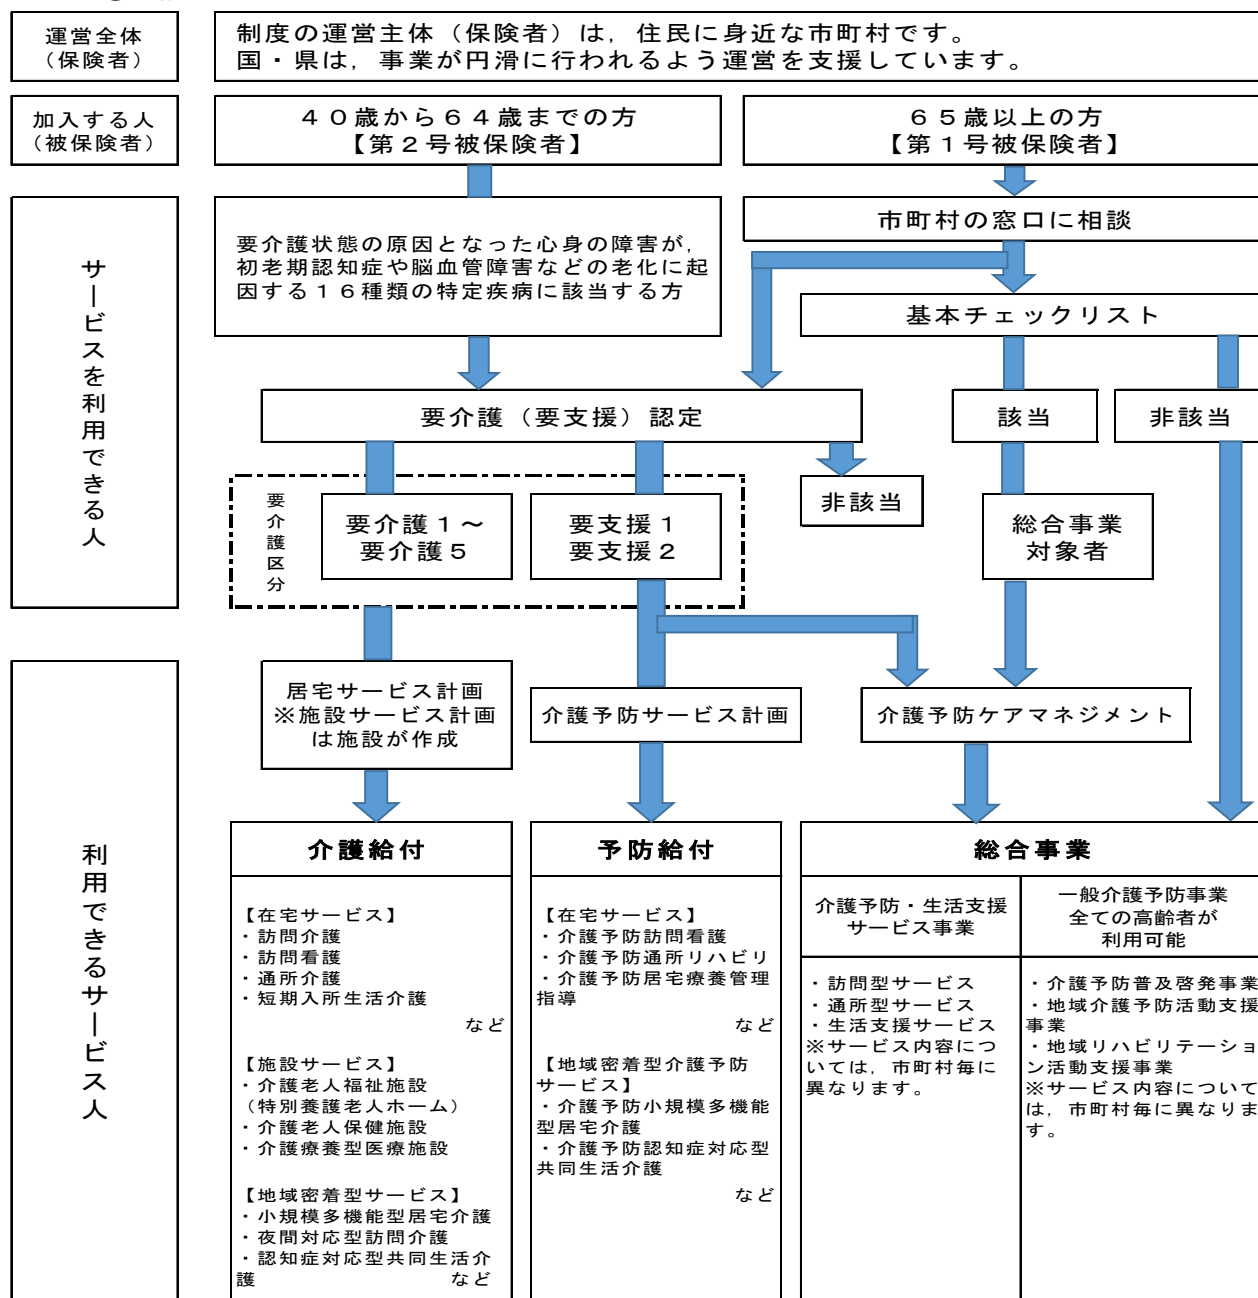 運営全体
（保険者）
制度の運営主体（保険者）は，住民に身近な市町村です。
国・県は，事業が円滑に行われるよう運営を支援しています。
加入する人
（被保険者）
４０歳から６４歳までの方
【第２号被保険者】
６５歳以上の方
【第１号被保険者】
サービスを利用できる人
要介護状態の原因となった心身の障害が，
初老期認知症や脳血管障害などの老化に起
因する１６種類の特定疾病に該当する方
市町村の窓口に相談
基本チェックリスト
要介護（要支援）認定
該当
非該当
要介護区分
要介護１～
要介護５
要支援１
要支援２
非該当
総合事業
対象者
利用できるサービス人
居宅サービス計画
※施設サービス計画
は施設が作成
介護予防サービス計画
介護予防ケアマネジメント
介護給付
【在宅サービス】
・訪問介護
・訪問看護
・通所介護
・短期入所生活介護
など
【施設サービス】
・介護老人福祉施設
（特別養護老人ホーム）
・介護老人保健施設
・介護療養型医療施設
【地域密着型サービス】
・小規模多機能型居宅介護
・夜間対応型訪問介護
・認知症対応型共同生活介
護 など
予防給付
【在宅サービス】
・介護予防訪問看護
・介護予防通所リハビリ
・介護予防居宅療養管理
指導
など
【地域密着型介護予防
サービス】
・介護予防小規模多機能
型居宅介護
・介護予防認知症対応型
共同生活介護
など
総合事業
介護予防・生活支援
サービス事業
・訪問型サービス
・通所型サービス
・生活支援サービス
※サービス内容につ
いては，市町村毎に
異なります。
一般介護予防事業
全ての高齢者が
利用可能
・介護予防普及啓発事業
・地域介護予防活動支援
事業
・地域リハビリテーショ
ン活動支援事業
※サービス内容について
は，市町村毎に異なりま
す。